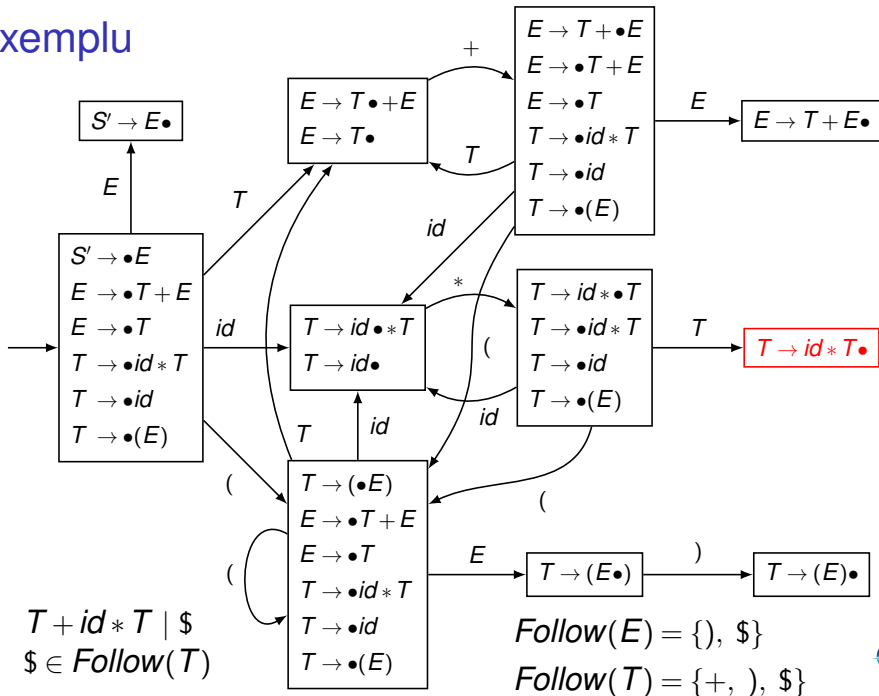 xemplu
S′ → E•
E
S′ → •E
E → •T + E
E → •T
T → •id * T
T → •id
T → •(E)
T
id
(
E → T• + E
E → T•
+
T
E → T + •E
E → •T + E
E → •T
T → •id * T
T → •id
T → •(E)
E
E → T + E•
id
(
T → id• * T
T → id•
*
id
T → id * •T
T → •id * T
T → •id
T → •(E)
T
T → id * T•
(
T
id
(
T → (•E)
E → •T + E
E → •T
T → •id * T
T → •id
T → •(E)
E
T → (E•)
)
T → (E)•
T + id * T | $
$ ∈ Follow(T)
Follow(E) = {), $}
Follow(T) = {+, ), $}